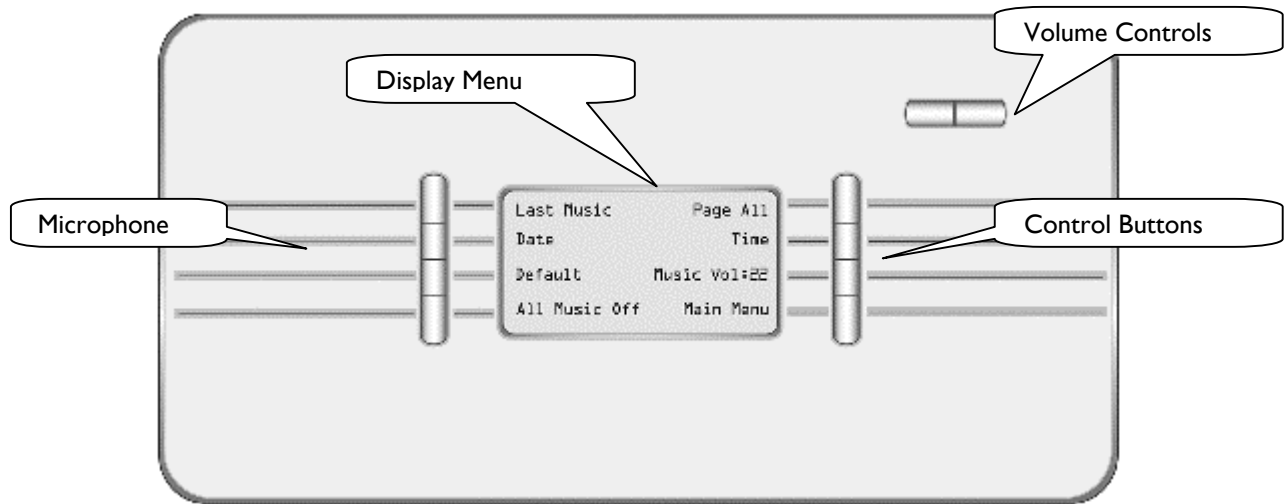 Volume Controls
Display Menu
Last Music Page All
Microphone
Control Buttons
Date Time
Default Music Vol:22
All Music Off Main Menu